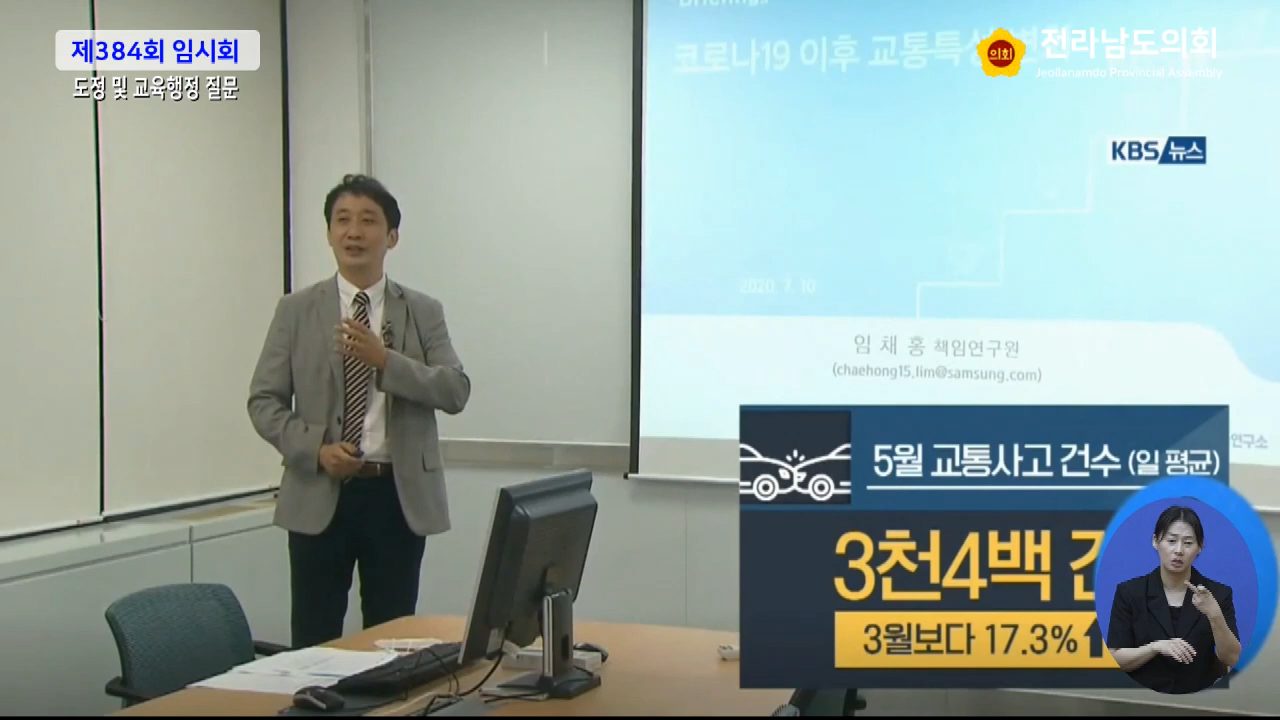 제384회 임시회
도정 및 교육행정 질문
Briefing
코로나19 이후 교통특성
의회
전라남도의회
Jeollanamdo Provincial Assembly
KBS 뉴스
2020. 7. 10
임 채 홍 책임연구원
(chaehong15.lim@samsung.com)
연구소
5월 교통사고 건수 (일 평균)
3천4백
3월보다 17.3%